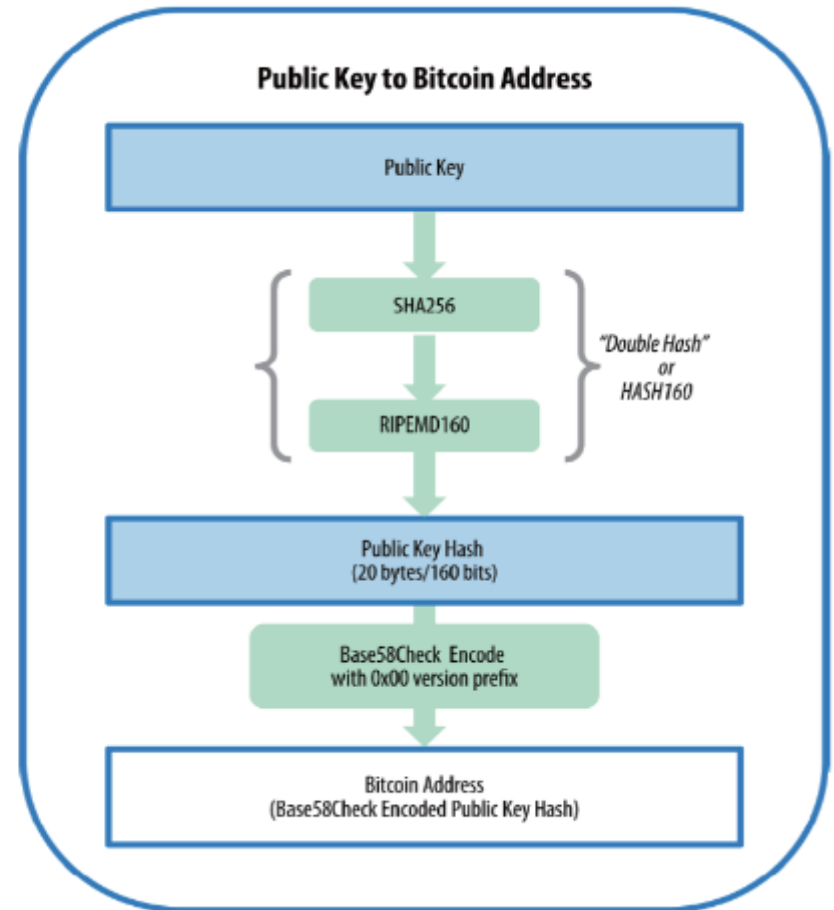 Public Key to Bitcoin Address
Public Key
SHA256
"Double Hash"
or
HASH160
RIPEMD160
Public Key Hash
(20 bytes/160 bits)
Base58Check Encode
with 0x00 version prefix
Bitcoin Address
(Base58Check Encoded Public Key Hash)